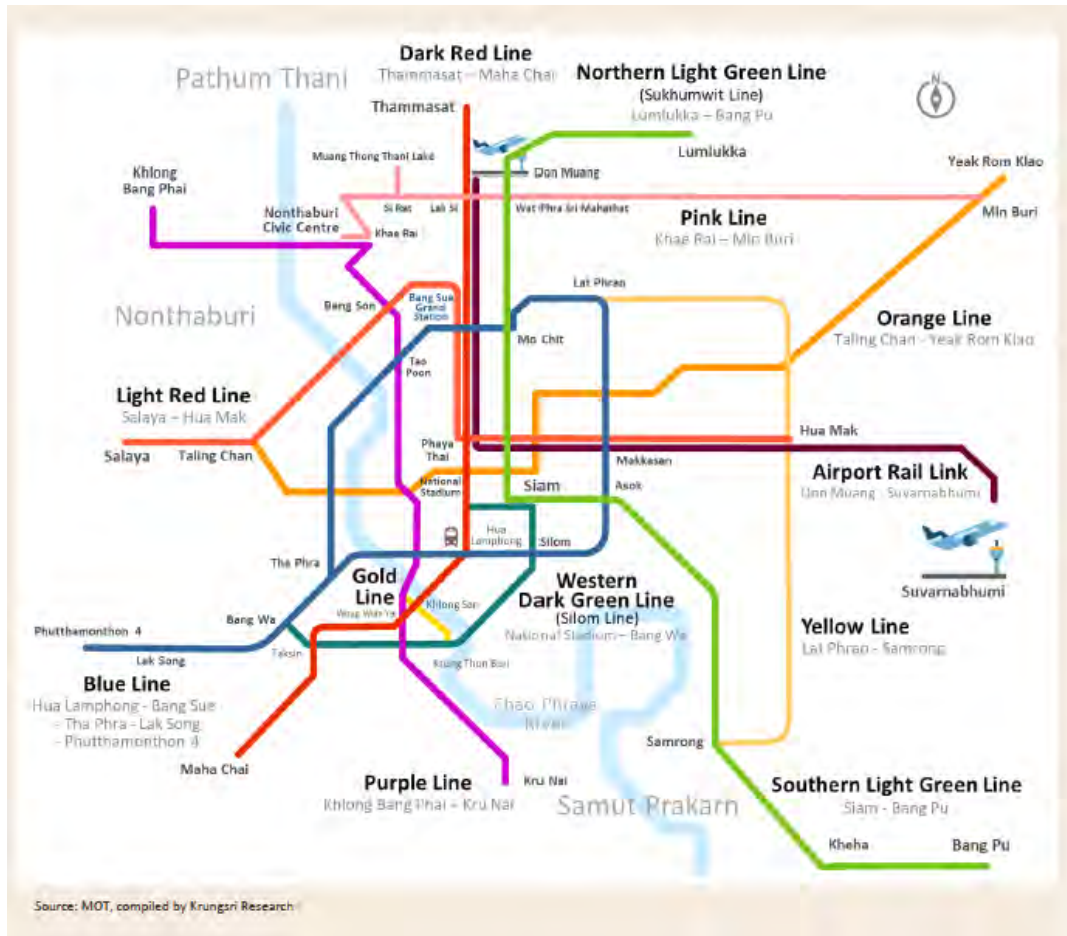 Dark Red Line
Thammasat – Maha Chai
Thammasat
Pathum Thani
Northern Light Green Line
(Sukhumwit Line)
Lumlukka – Bang Pu
Lumlukka
N
Muang Thong Thani Lake
Don Muang
Yeak Rom Klao
Khlong
Bang Phai
Nonthaburi
Civic Centre
Si Rat
Lak Si
Wat Phra Sri Mahathat
Min Buri
Khae Rai
Pink Line
Khae Rai – Min Buri
Lat Phrao
Nonthaburi
Bang Son
Bang Sue
Grand
Station
Mo Chit
Orange Line
Taling Chan - Yeak Rom Klao
Tao
Poon
Light Red Line
Salaya – Hua Mak
Salaya
Taling Chan
Phaya
Thai
Hua Mak
Makkasan
Airport Rail Link
Don Muang - Suvarnabhumi
National
Stadium
Siam
Asok
Hua
Lamphong
Silom
Tha Phra
Suvarnabhumi
Gold
Line
Khlong San
Western
Dark Green Line
(Silom Line)
National Stadium – Bang Wa
Bang Wa
Phutthamonthon 4
Lak Song
Taksin
Krung Thon Buri
Yellow Line
Lat Phrao - Samrong
Blue Line
Hua Lamphong - Bang Sue
- Tha Phra - Lak Song
- Phutthamonthon 4
Chao Phraya
River
Samrong
Maha Chai
Purple Line
Khlong Bang Phai – Kru Nai
Kru Nai
Samut Prakarn
Southern Light Green Line
Siam - Bang Pu
Kheha
Bang Pu
Source: MOT, compiled by Krungsri Research